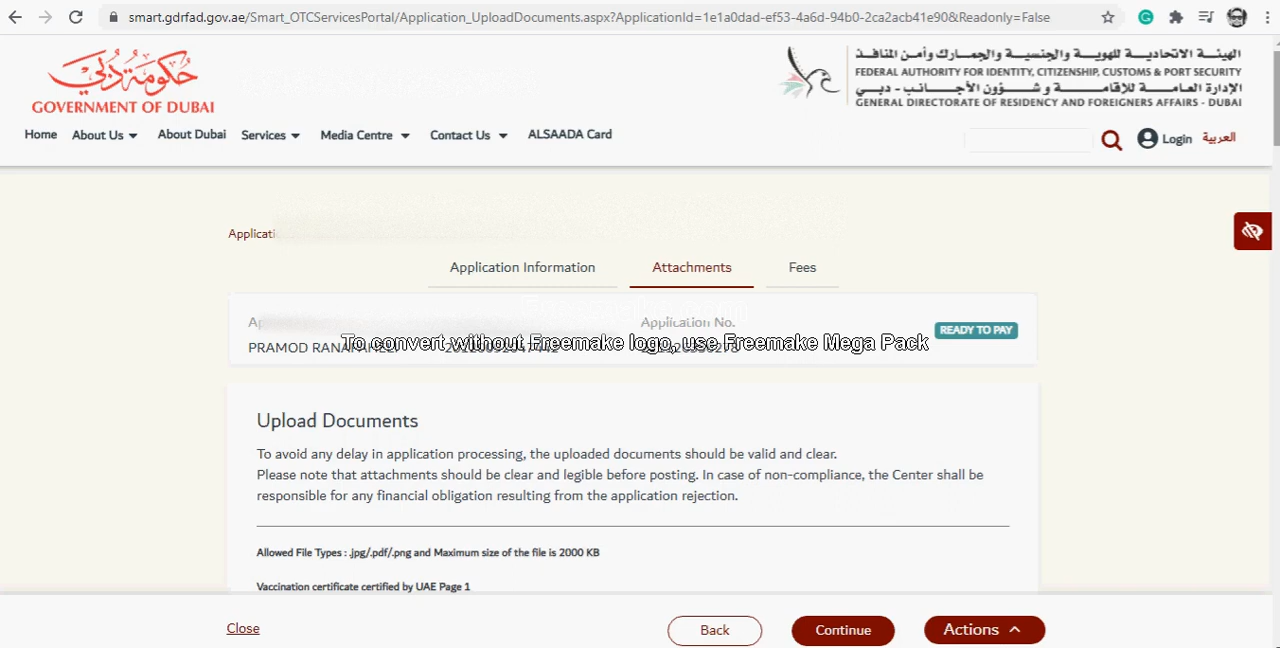 smart.gdrfad.gov.ae/Smart_OTCServicesPortal/Application_UploadDocuments.aspx?ApplicationId=1e1a0dad-ef53-4a6d-94b0-2ca2acb41e90&Readonly=False
حكومة دبي
GOVERNMENT OF DUBAI
الهيئة الاتحادية للهوية والجنسية والجمارك وأمن المنافذ
FEDERAL AUTHORITY FOR IDENTITY, CITIZENSHIP, CUSTOMS & PORT SECURITY
الإدارة العامة للإقامة و شؤون الأجانب - دبي
GENERAL DIRECTORATE OF RESIDENCY AND FOREIGNERS AFFAIRS - DUBAI
Home About Us About Dubai Services Media Centre Contact Us ALSAADA Card
Login العربية
Application Information Attachments Fees
Application No.
READY TO PAY
PRAMOD
To convert without Freemake logo, use Freemake Mega Pack
Upload Documents
To avoid any delay in application processing, the uploaded documents should be valid and clear.
Please note that attachments should be clear and legible before posting. In case of non-compliance, the Center shall be
responsible for any financial obligation resulting from the application rejection.
Allowed File Types : .jpg/.pdf/.png and Maximum size of the file is 2000 KB
Vaccination certificate certified by UAE Page 1
Close Back Continue Actions